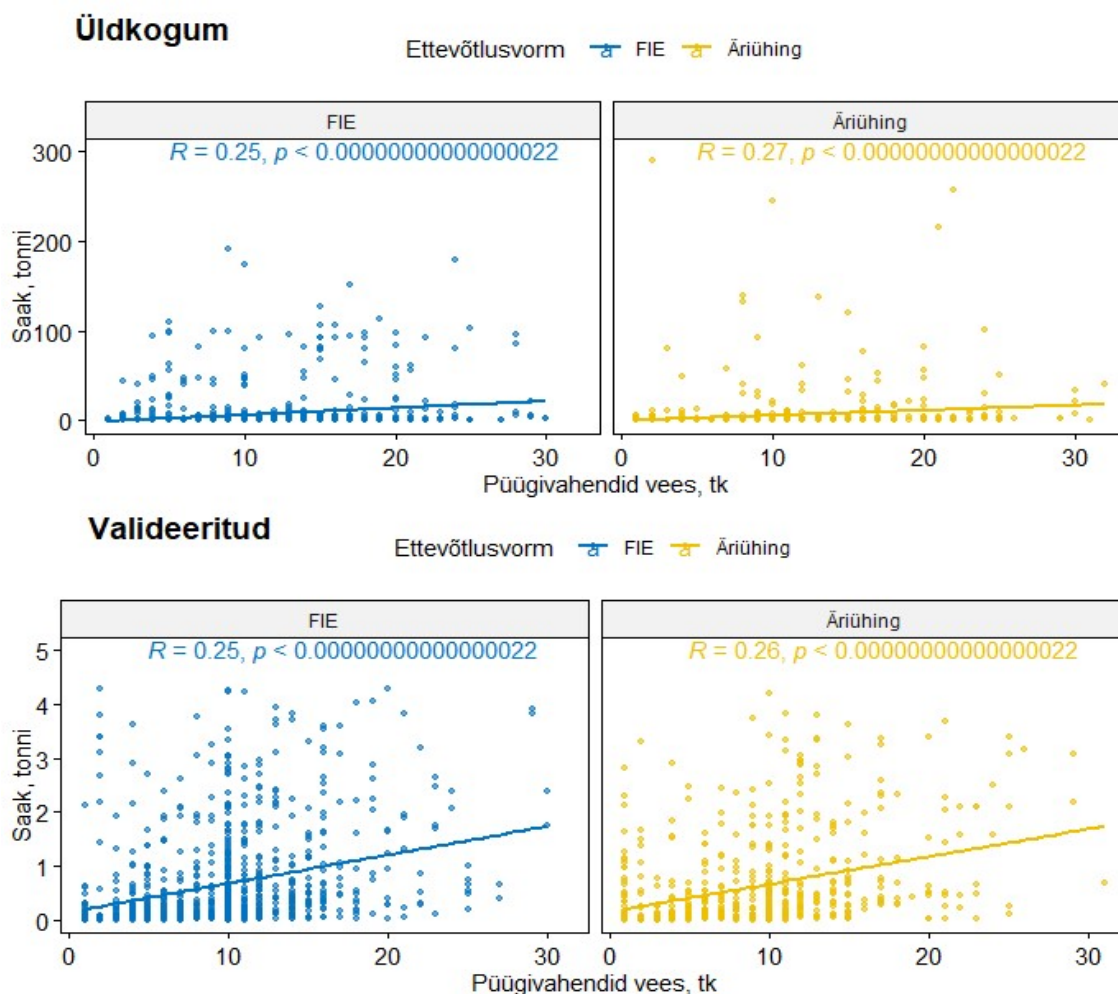 Üldkogum
Ettevõtlusvorm a FIE a Äriühing
FIE
Äriühing
R = 0.25, p < 0.00000000000000022
R = 0.27, p < 0.00000000000000022
300
200
100
0
Saak, tonni
0 10 20 30
0 10 20 30
Püügivahendid vees, tk
Valideeritud
Ettevõtlusvorm a FIE a Äriühing
FIE
Äriühing
R = 0.25, p < 0.00000000000000022
R = 0.26, p < 0.00000000000000022
5
4
3
2
1
0
Saak, tonni
0 10 20 30
0 10 20 30
Püügivahendid vees, tk